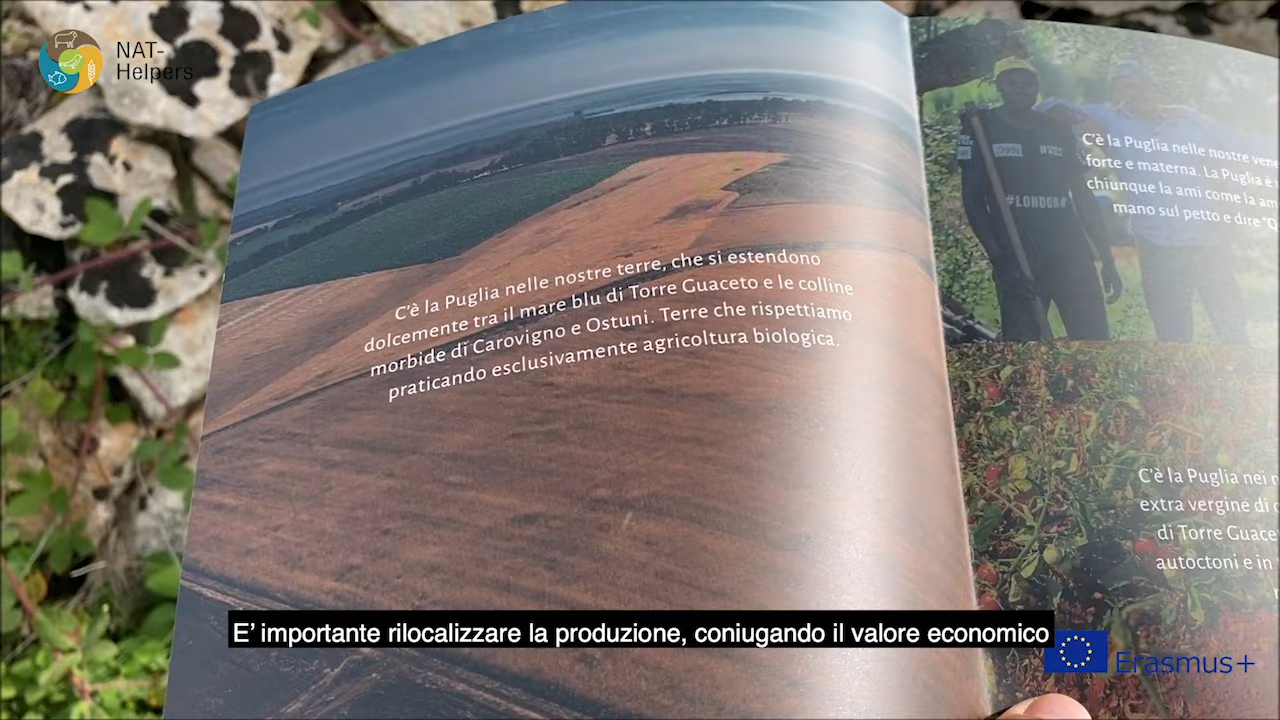 NAT-
Helpers
C'è la Puglia nelle nostre terre, che si estendono
dolcemente tra il mare blu di Torre Guaceto e le colline
morbide di Carovigno e Ostuni. Terre che rispettiamo
praticando esclusivamente agricoltura biologica.
C'è la Puglia nelle nostre
forte e materna. La Puglia è
chiunque la ami come la
mano sul petto e dire
#LONDON#
C'è la Puglia nei
extra vergine di
di Torre
autoctoni e in
E' importante rilocalizzare la produzione, coniugando il valore economico
Erasmus+